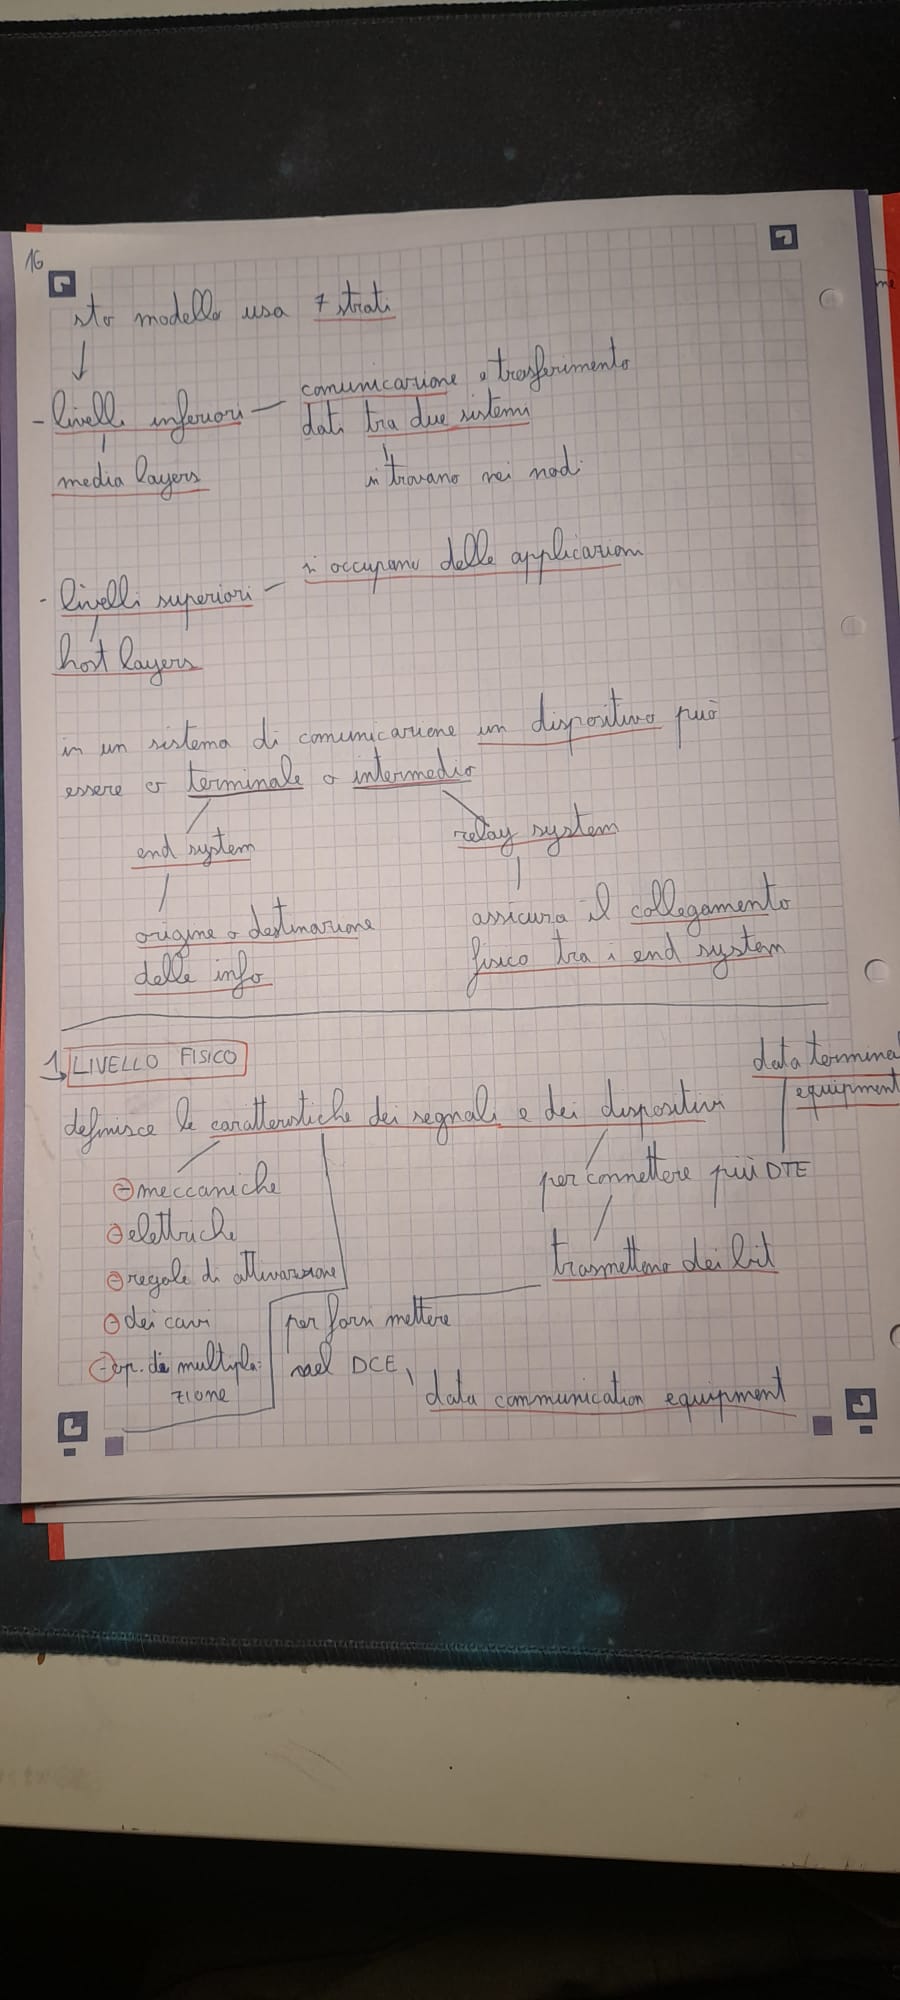 16
sto modello usa 7 strati
- livelli inferiori — comunicazione e trasferimento
dati tra due sistemi
media layers
si trovano nei nodi
- livelli superiori — si occupano delle applicazioni
host layers
in un sistema di comunicazione un dispositivo può
essere o terminale o intermedio
end system
relay system
origine o destinazione
delle info
assicura il collegamento
fisico tra i end system
1 LIVELLO FISICO
data terminal
equipment
definisce le caratteristiche dei segnali e dei dispositivi
meccaniche
elettriche
regole di attivazione
dei cavi
op. di multipla-
zione
per connettere più DTE
trasmettono dei bit
per farsi mettere
nel DCE
data communication equipment